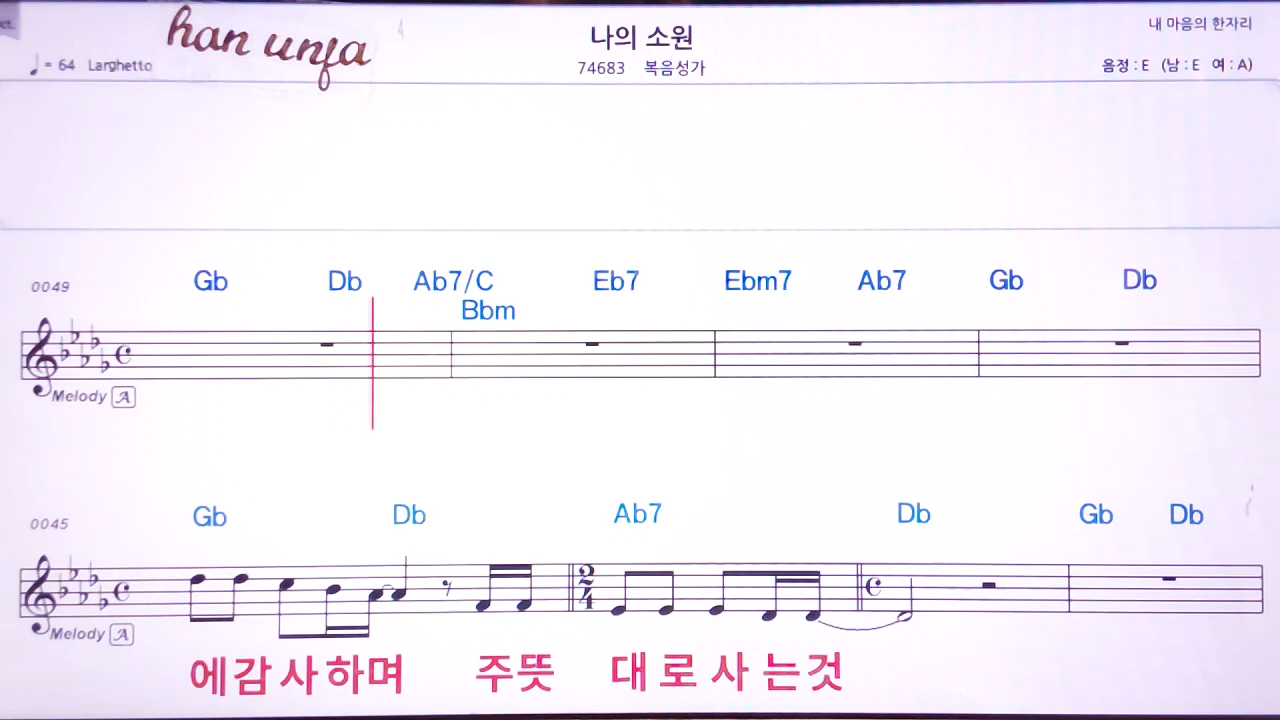 han unja
나의 소원
내 마음의 한자리
♩ = 64 Larghetto
74683 복음성가
음정 : E (남 : E 여 : A)
0049
Gb Db Ab7/C Eb7 Ebm7 Ab7 Gb Db
Bbm
Melody A
0045
Gb Db Ab7 Db Gb Db
2
4
Melody A
에감사하며 주뜻 대로사는것